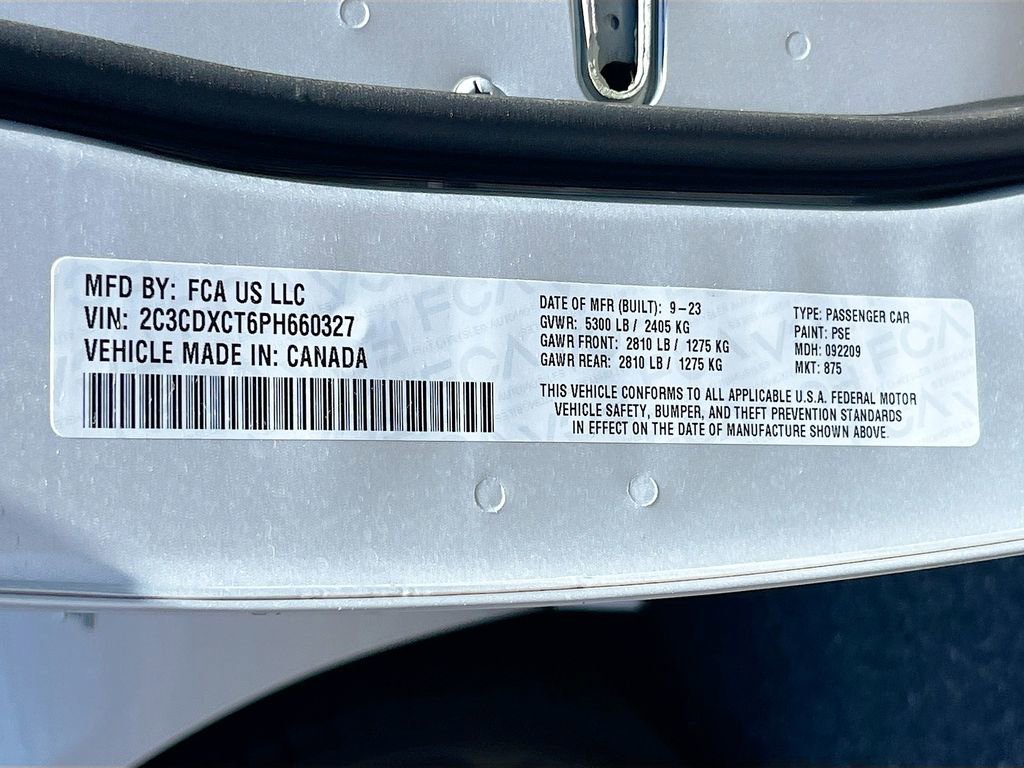 MFD BY: FCA US LLC
VIN: 2C3CDXCT6PH660327
VEHICLE MADE IN: CANADA
DATE OF MFR (BUILT): 9-23
GVWR: 5300 LB / 2405 KG
GAWR FRONT: 2810 LB / 1275 KG
GAWR REAR: 2810 LB / 1275 KG
TYPE: PASSENGER CAR
PAINT: PSE
MDH: 092209
MKT: 875
THIS VEHICLE CONFORMS TO ALL APPLICABLE U.S.A. FEDERAL MOTOR
VEHICLE SAFETY, BUMPER, AND THEFT PREVENTION STANDARDS
IN EFFECT ON THE DATE OF MANUFACTURE SHOWN ABOVE.